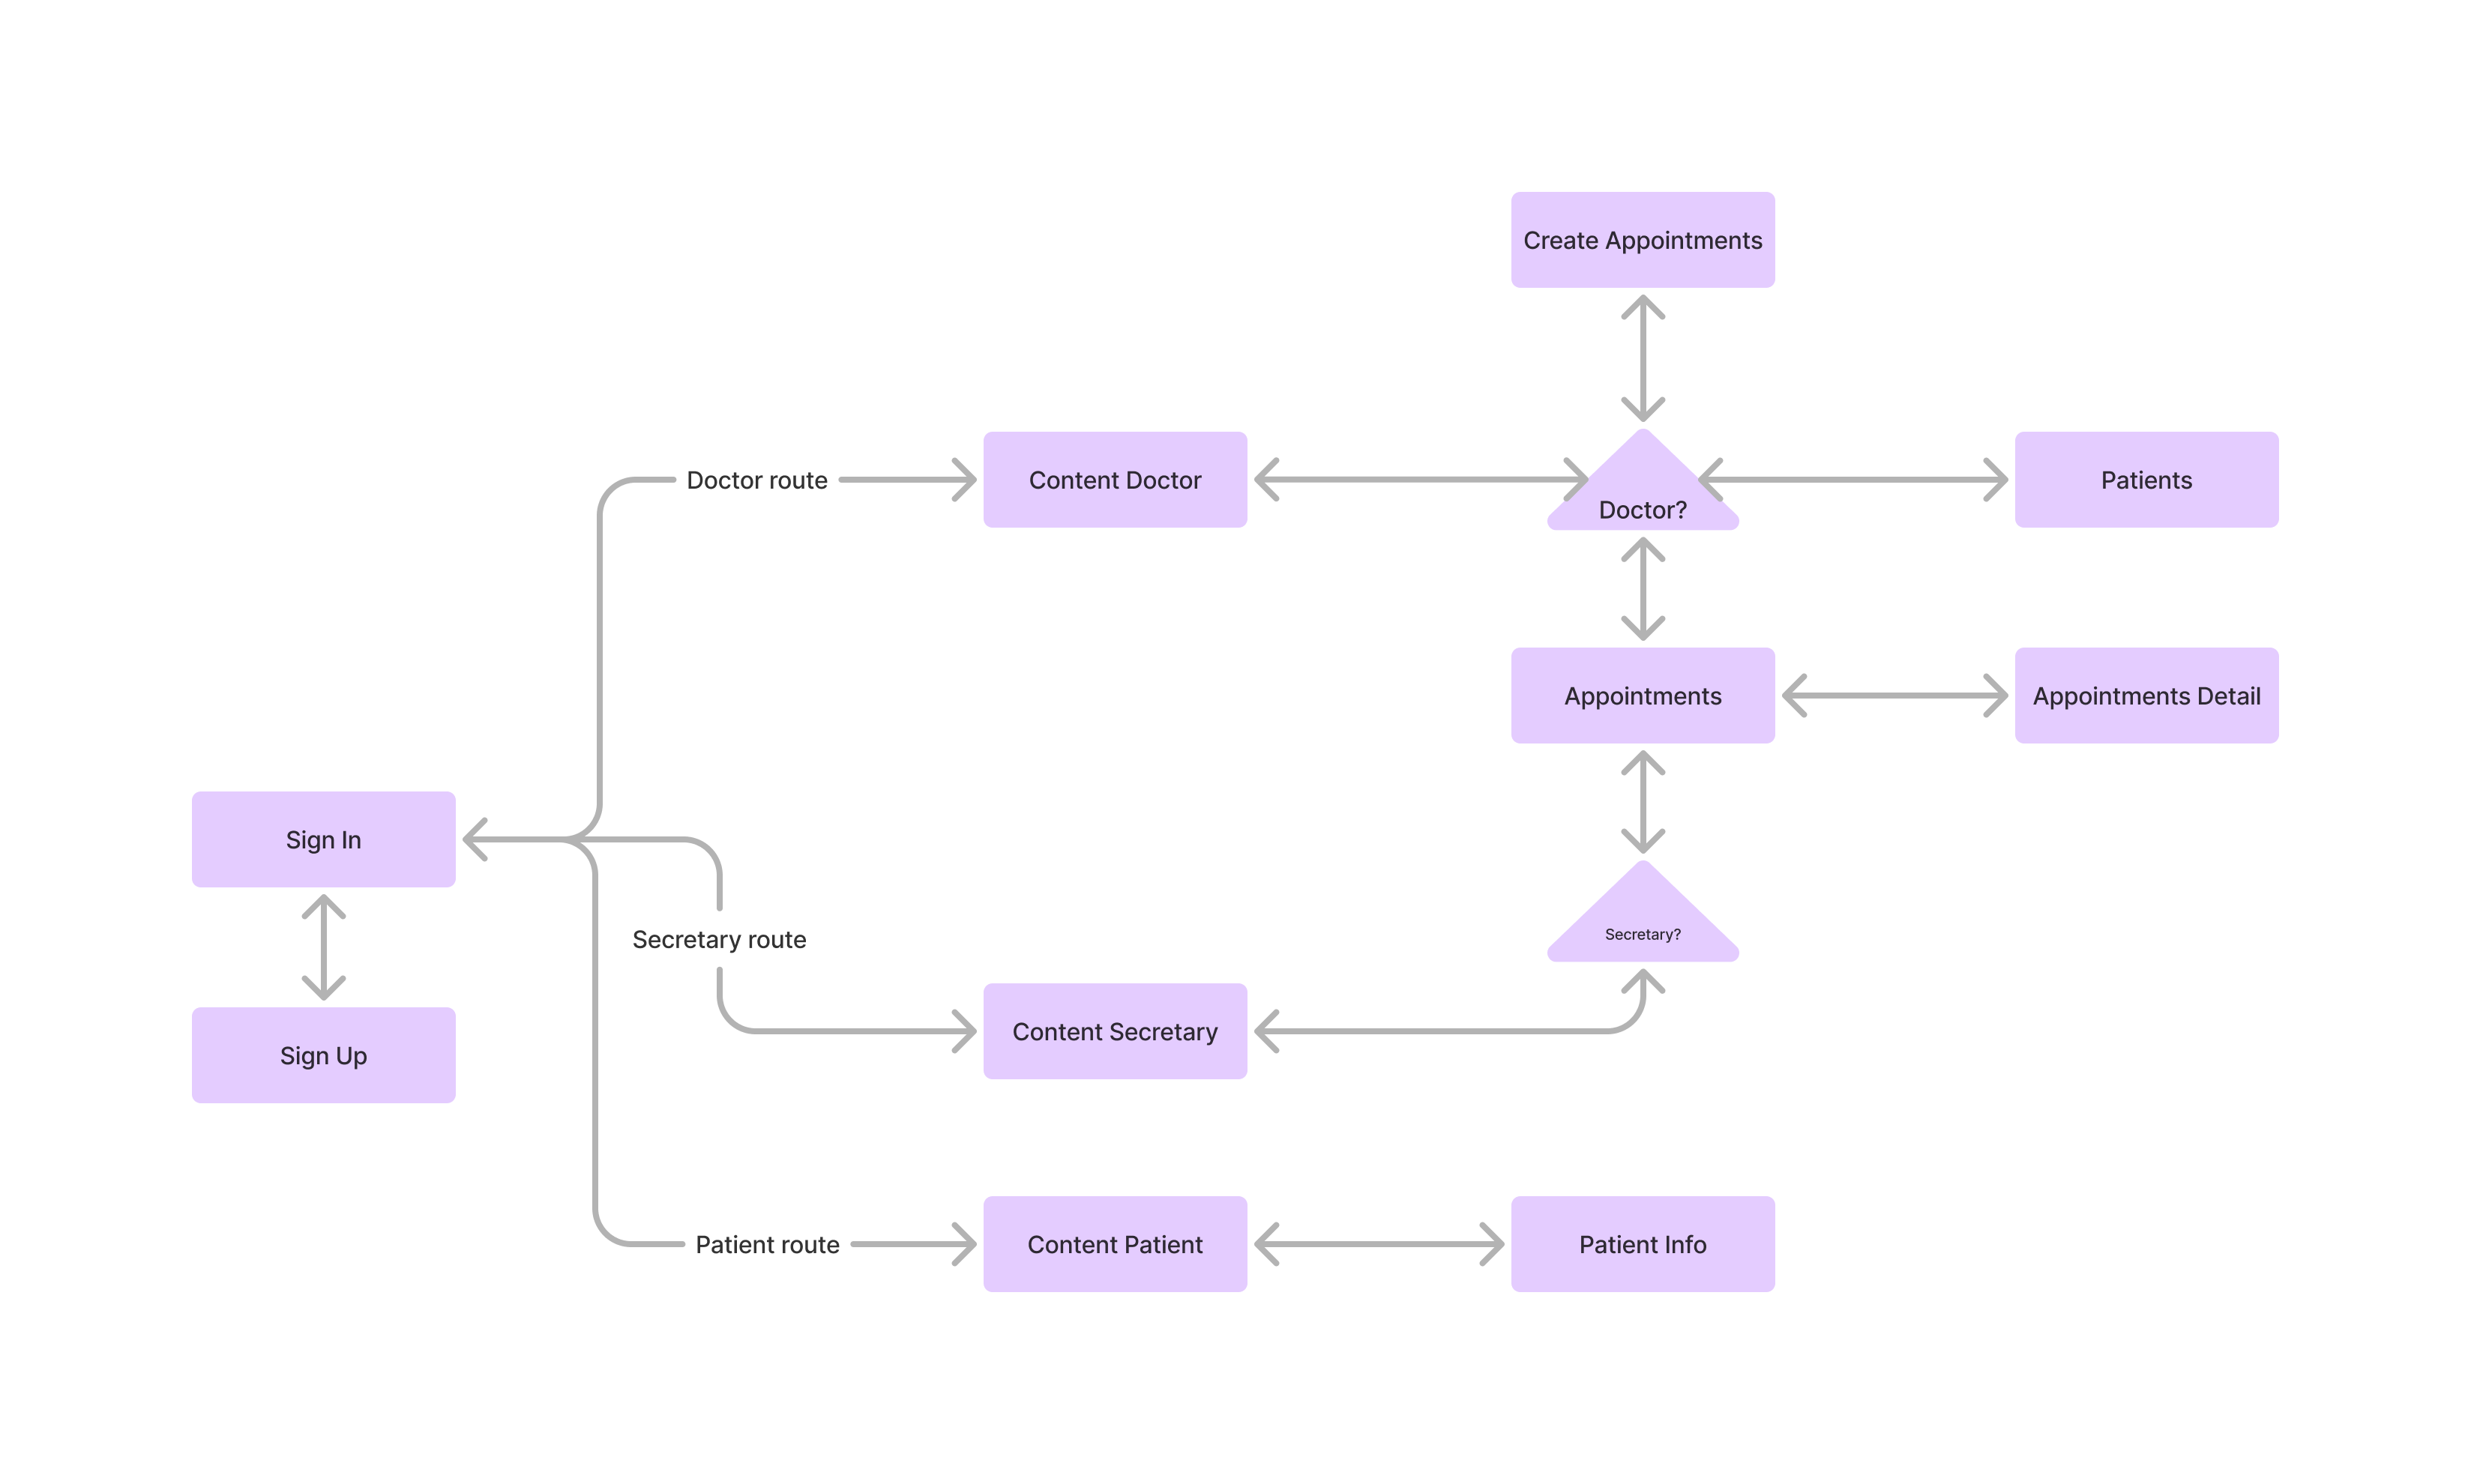 Create Appointments
Doctor route
Content Doctor
Doctor?
Patients
Appointments
Appointments Detail
Sign In
Secretary route
Secretary?
Content Secretary
Sign Up
Patient route
Content Patient
Patient Info